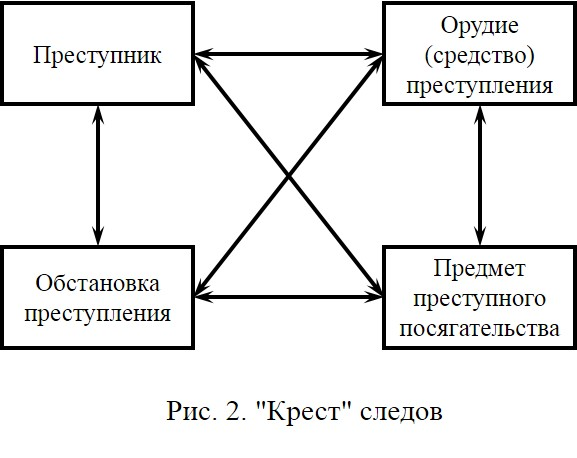 Преступник
Орудие
(средство)
преступления
Обстановка
преступления
Предмет
преступного
посягательства
Рис. 2. "Крест" следов